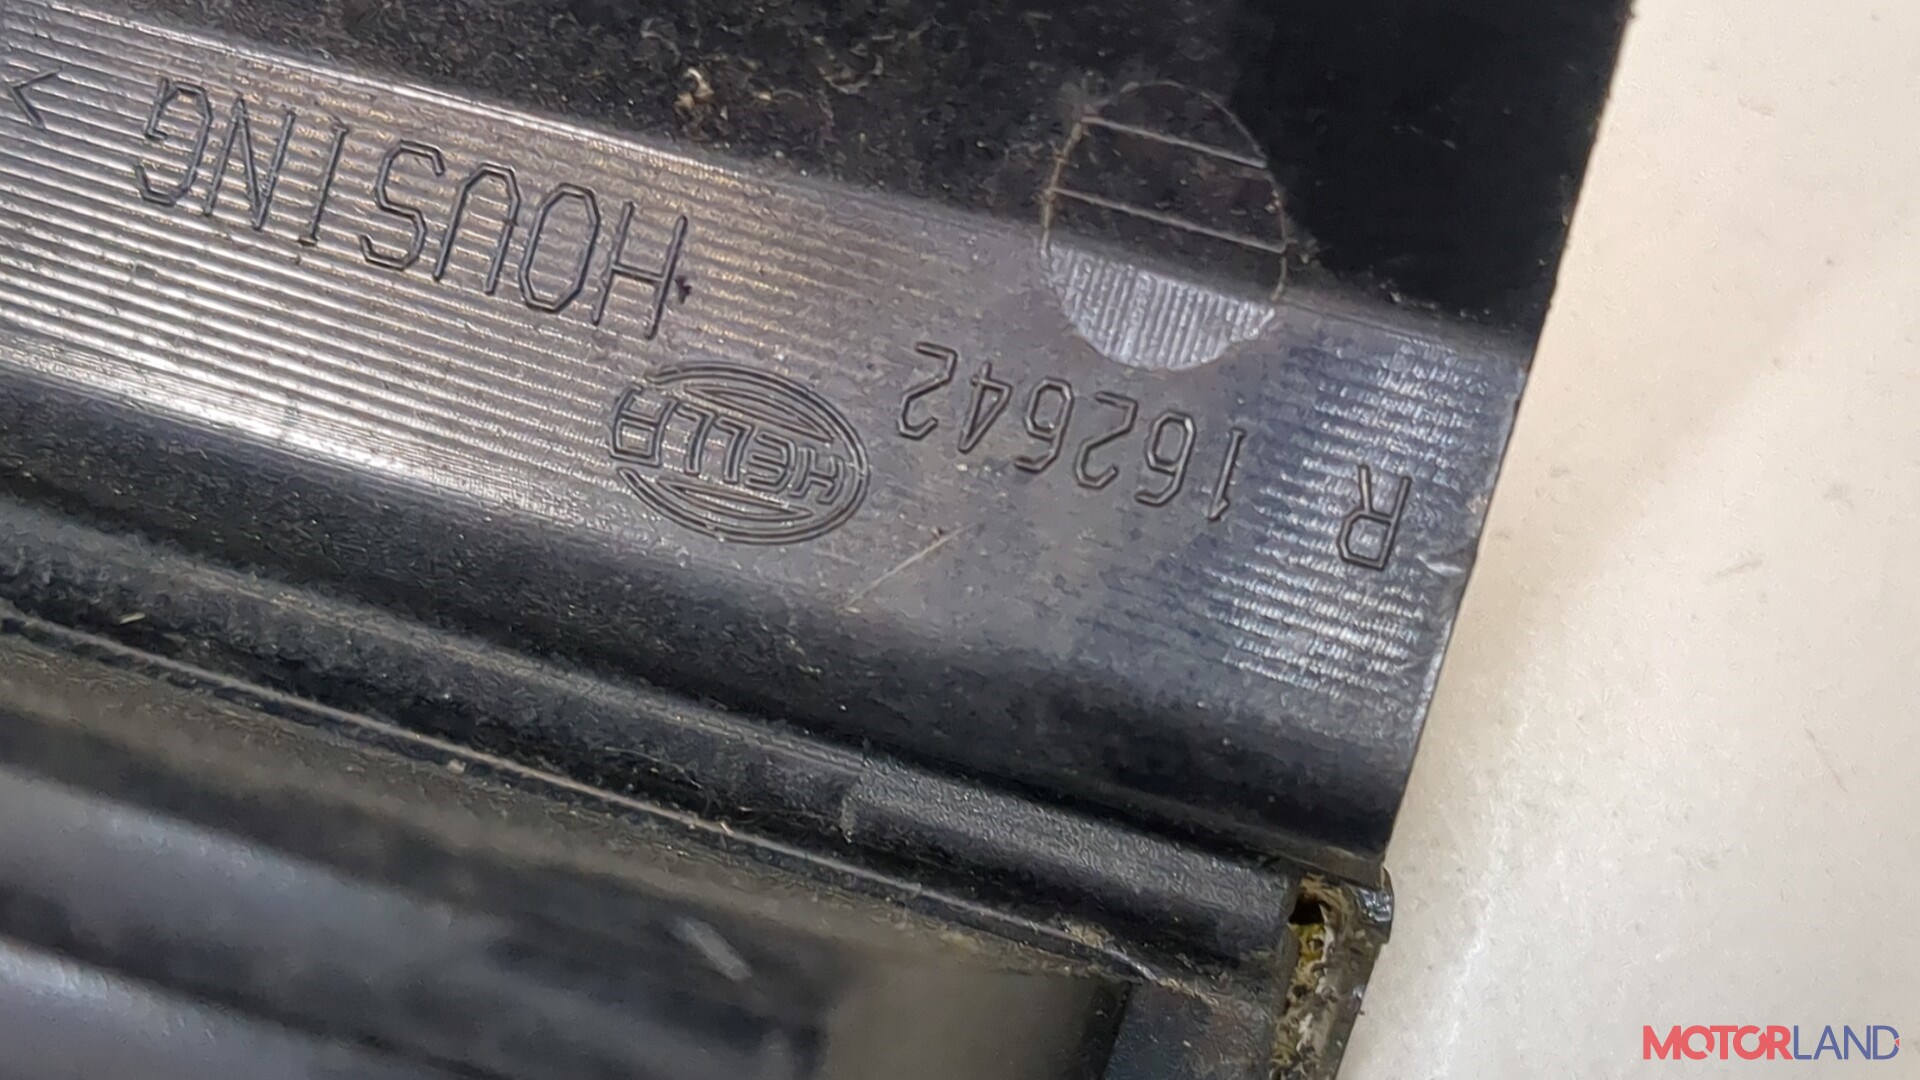 R 162642 HELLA HOUSING >
MOTORLAND